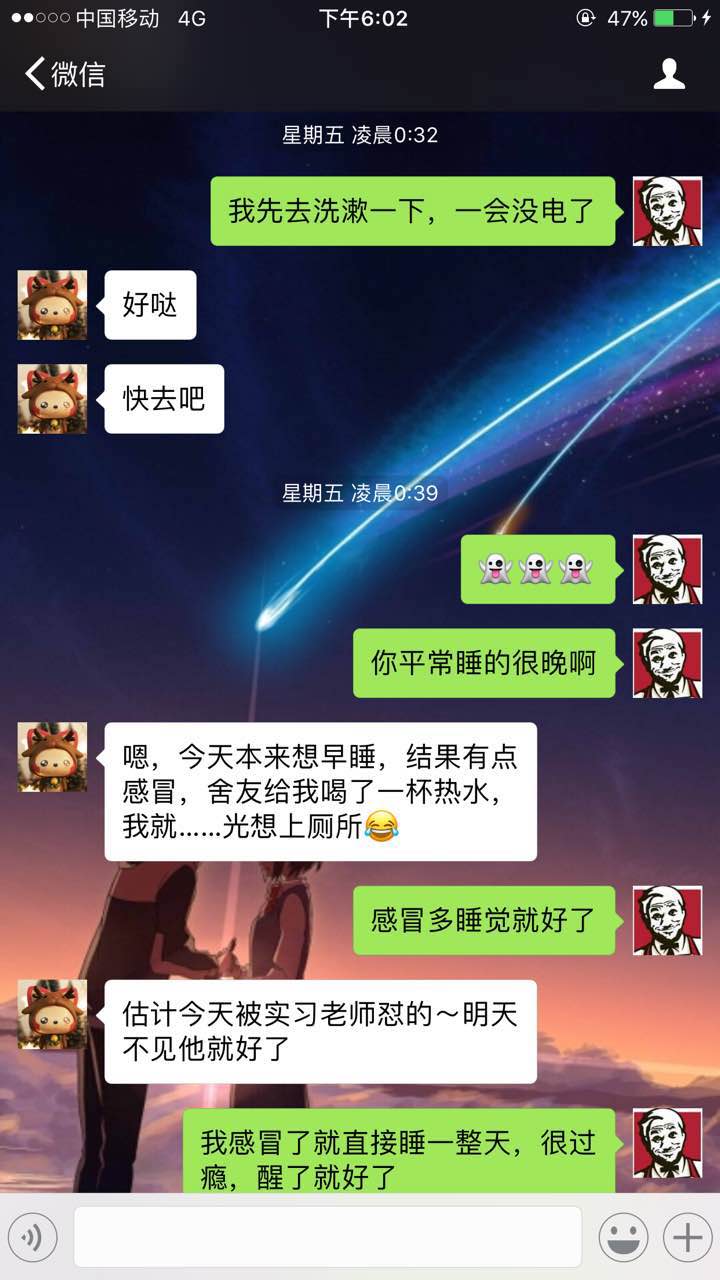 中国移动 4G 下午6:02 47%
微信
星期五 凌晨0:32
我先去洗漱一下，一会没电了
好哒
快去吧
星期五 凌晨0:39
👻👻👻
你平常睡的很晚啊
嗯，今天本来想早睡，结果有点
感冒，舍友给我喝了一杯热水，
我就……光想上厕所😂
感冒多睡觉就好了
估计今天被实习老师怼的～明天
不见他就好了
我感冒了就直接睡一整天，很过
瘾，醒了就好了